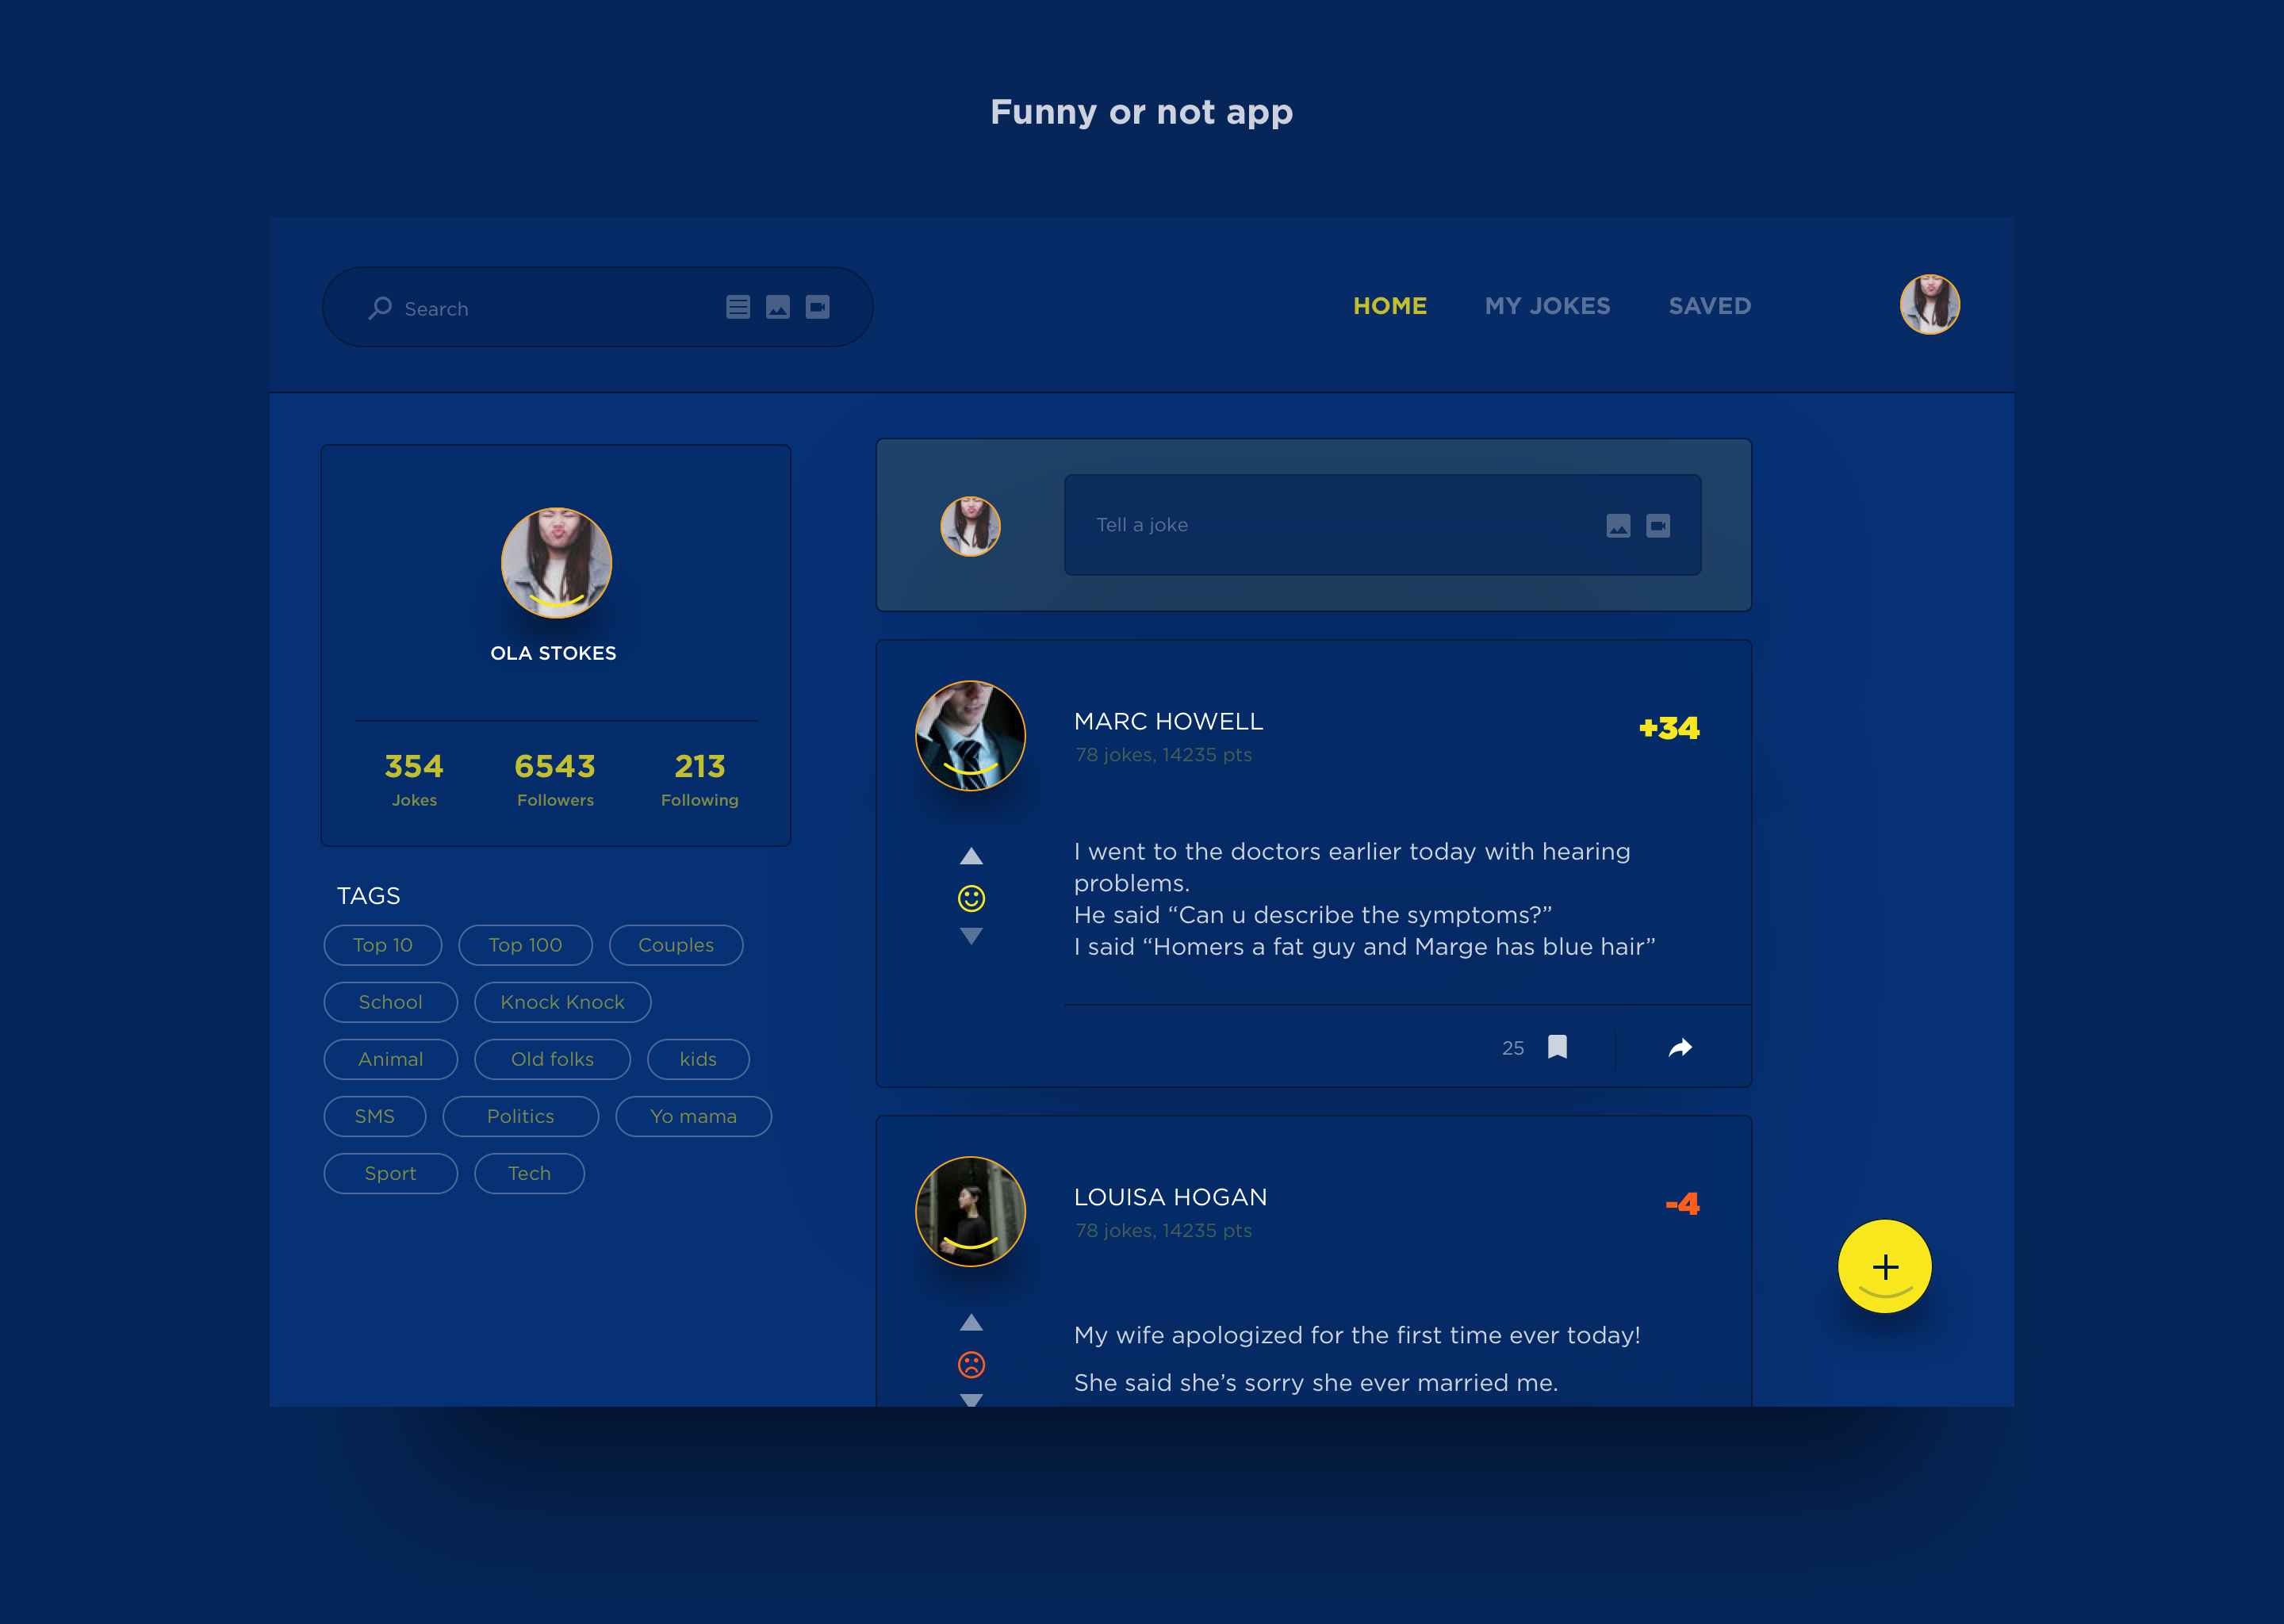 Funny or not app
Search
HOME
MY JOKES
SAVED
OLA STOKES
354
6543
213
Jokes
Followers
Following
TAGS
Top 10
Top 100
Couples
School
Knock Knock
Animal
Old folks
kids
SMS
Politics
Yo mama
Sport
Tech
Tell a joke
MARC HOWELL
+34
78 jokes, 14235 pts
I went to the doctors earlier today with hearing
problems.
He said “Can u describe the symptoms?”
I said “Homers a fat guy and Marge has blue hair”
25
LOUISA HOGAN
-4
78 jokes, 14235 pts
My wife apologized for the first time ever today!
She said she’s sorry she ever married me.